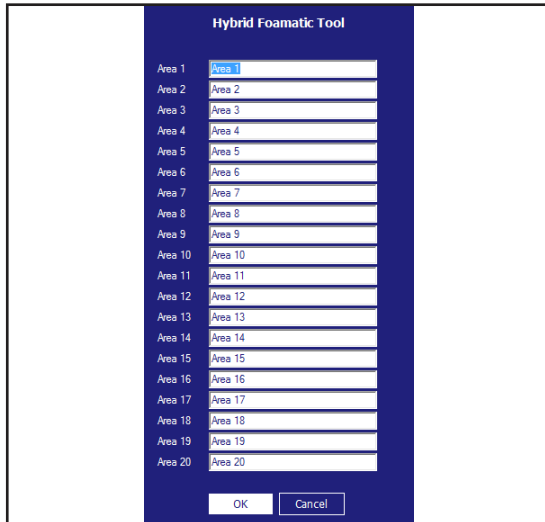 Hybrid Foamatic Tool
Area 1 Area 1
Area 2 Area 2
Area 3 Area 3
Area 4 Area 4
Area 5 Area 5
Area 6 Area 6
Area 7 Area 7
Area 8 Area 8
Area 9 Area 9
Area 10 Area 10
Area 11 Area 11
Area 12 Area 12
Area 13 Area 13
Area 14 Area 14
Area 15 Area 15
Area 16 Area 16
Area 17 Area 17
Area 18 Area 18
Area 19 Area 19
Area 20 Area 20
OK Cancel